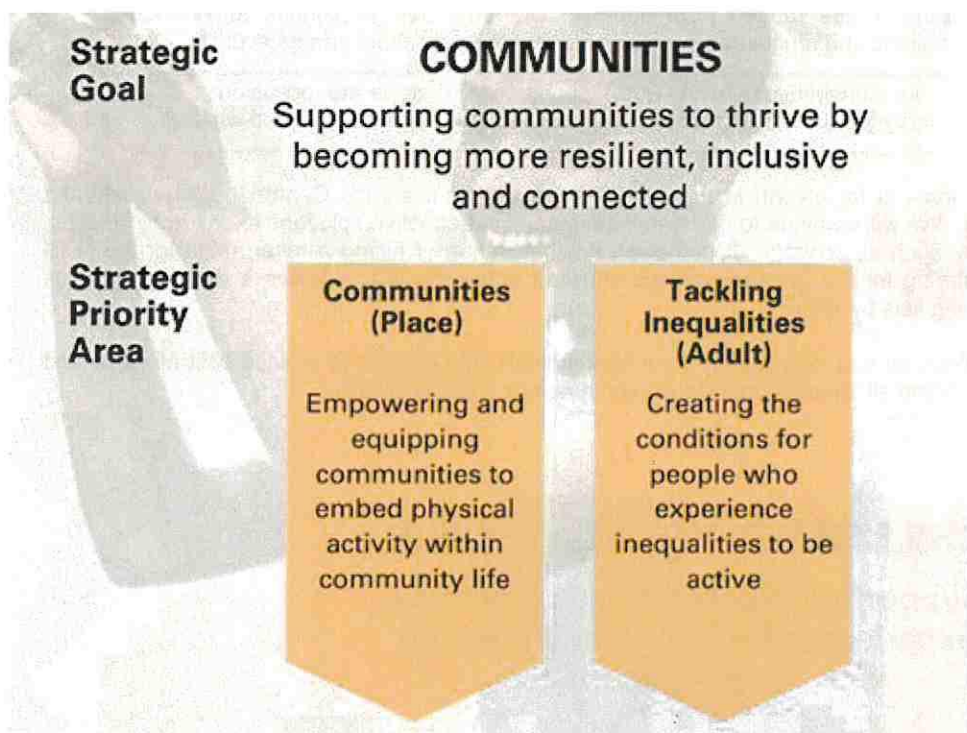 Strategic
Goal
COMMUNITIES
Supporting communities to thrive by
becoming more resilient, inclusive
and connected
Strategic
Priority
Area
Communities
(Place)
Empowering and
equipping
communities to
embed physical
activity within
community life
Tackling
Inequalities
(Adult)
Creating the
conditions for
people who
experience
inequalities to be
active